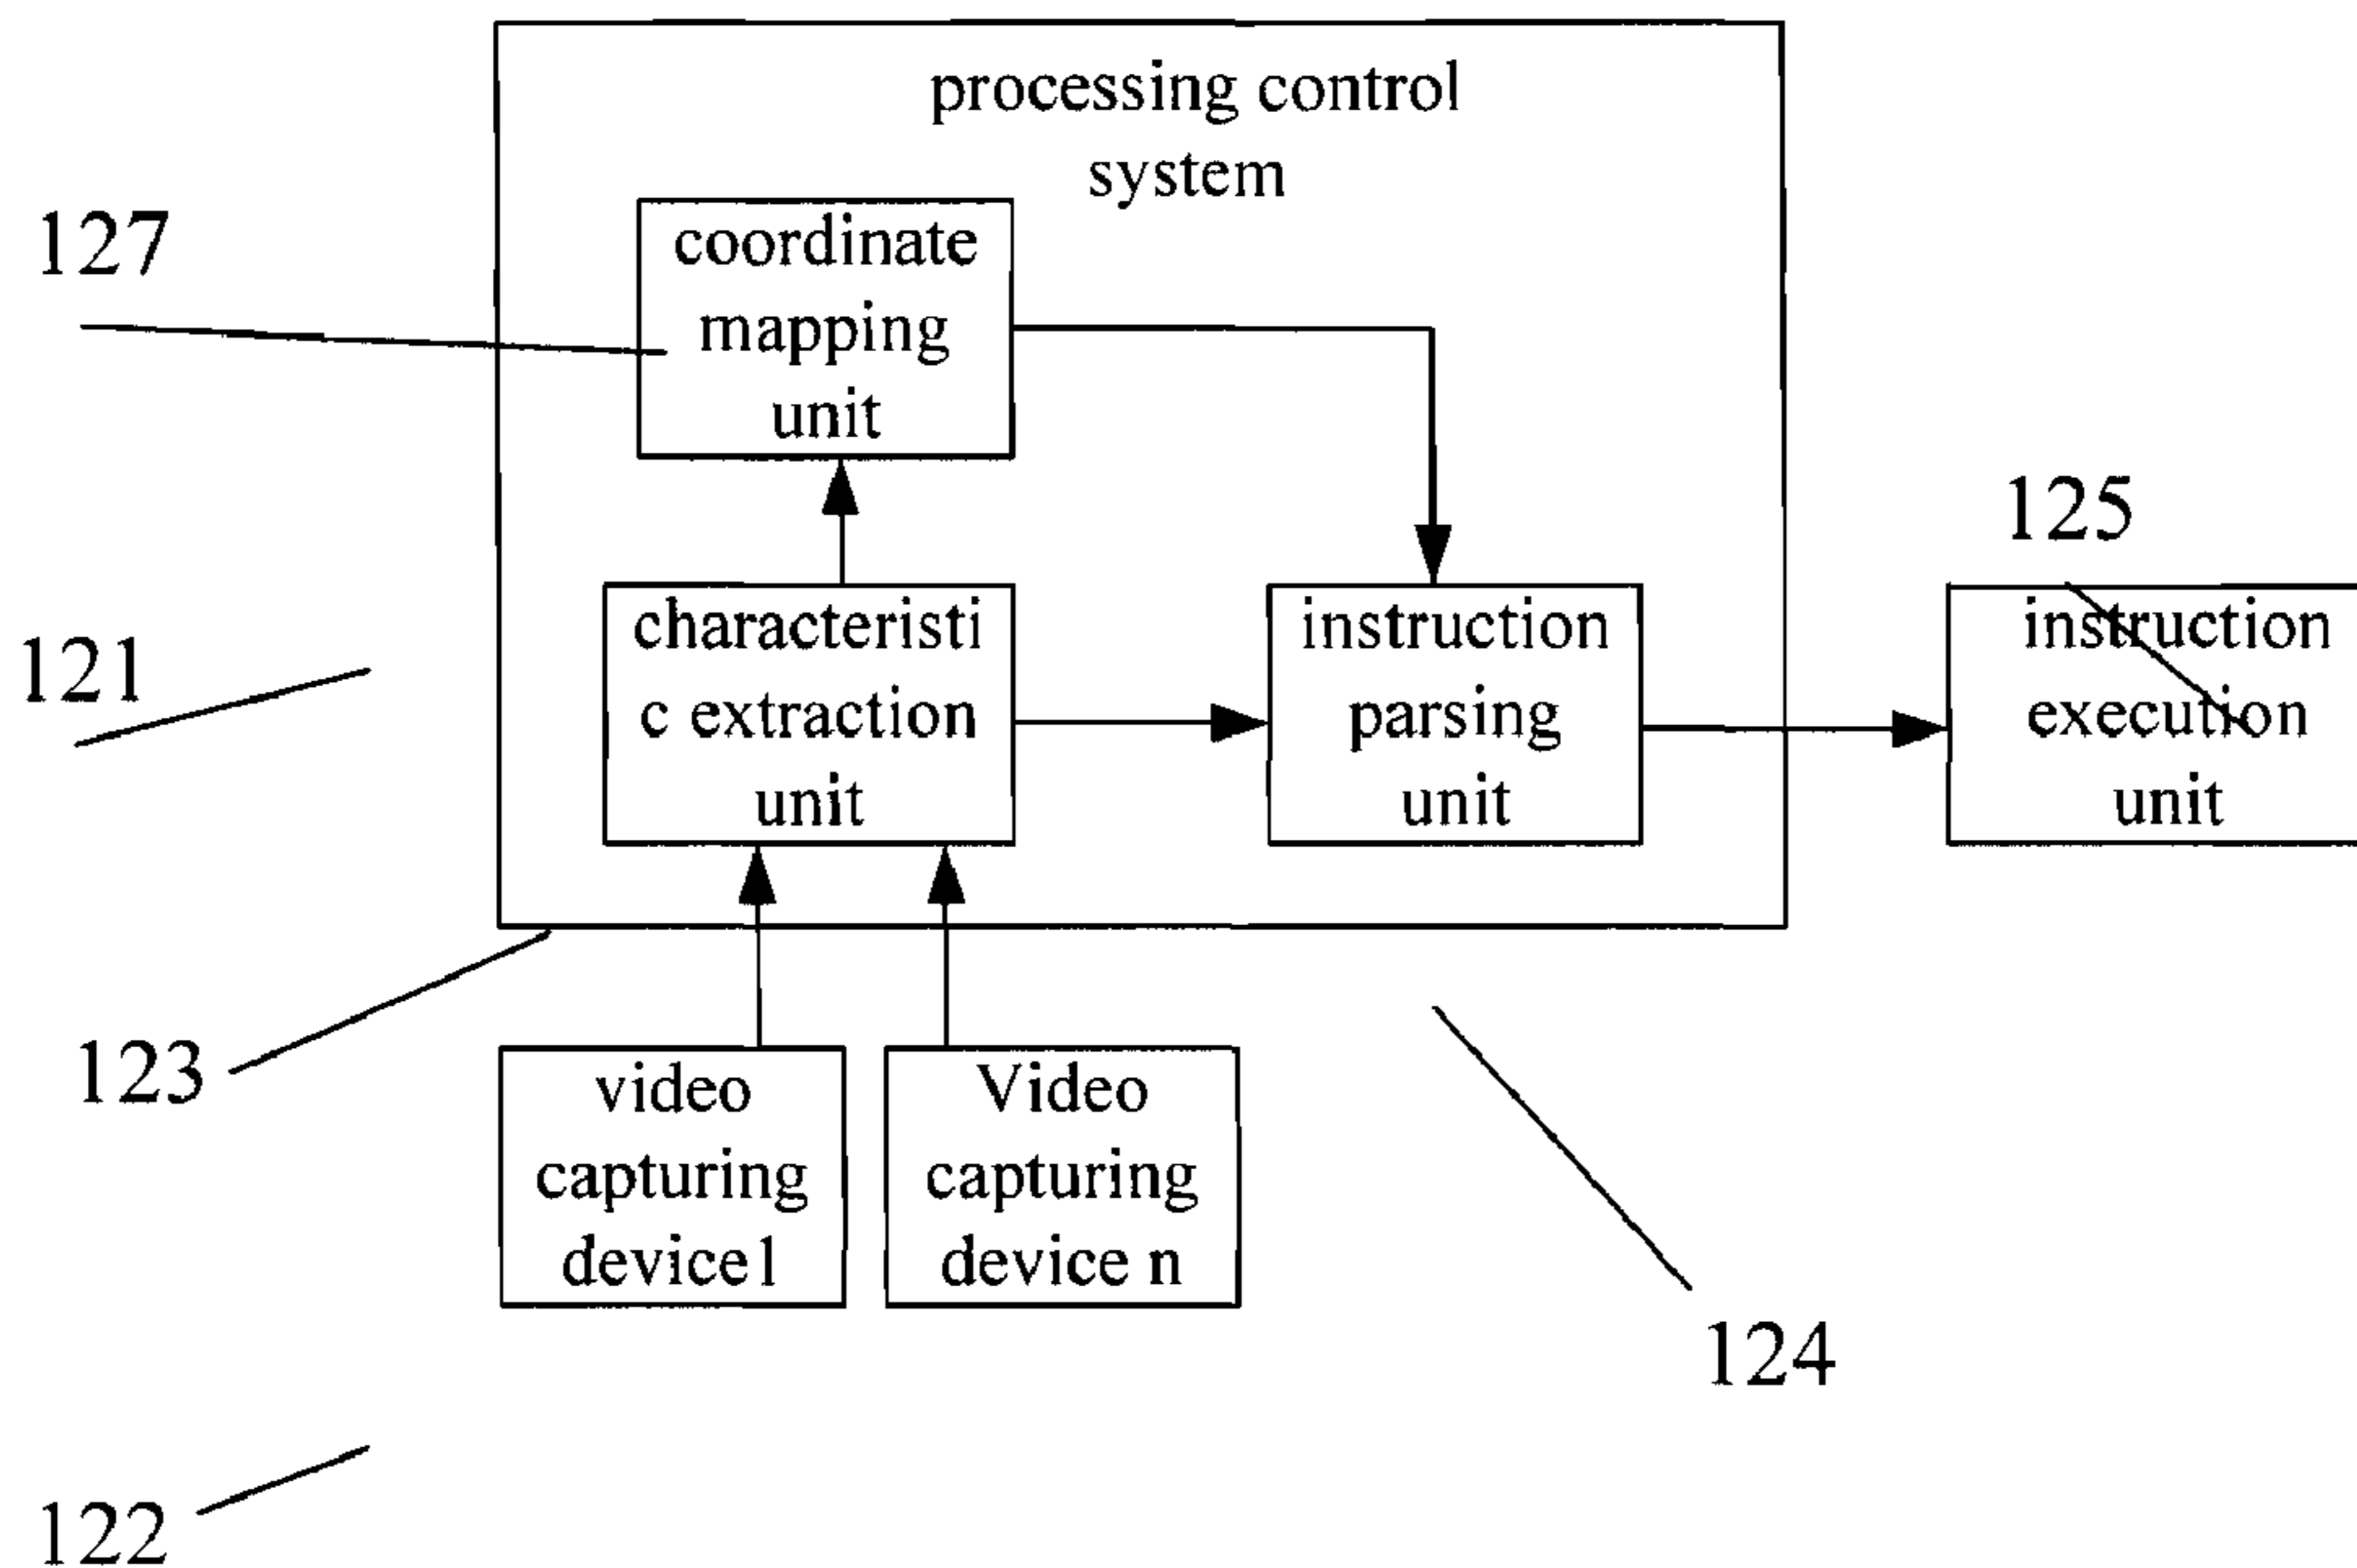 processing control
system
127
coordinate
mapping
unit
125
121
characteristi
c extraction
unit
instruction
parsing
unit
instruction
execution
unit
123
video
capturing
device1
Video
capturing
device n
124
122